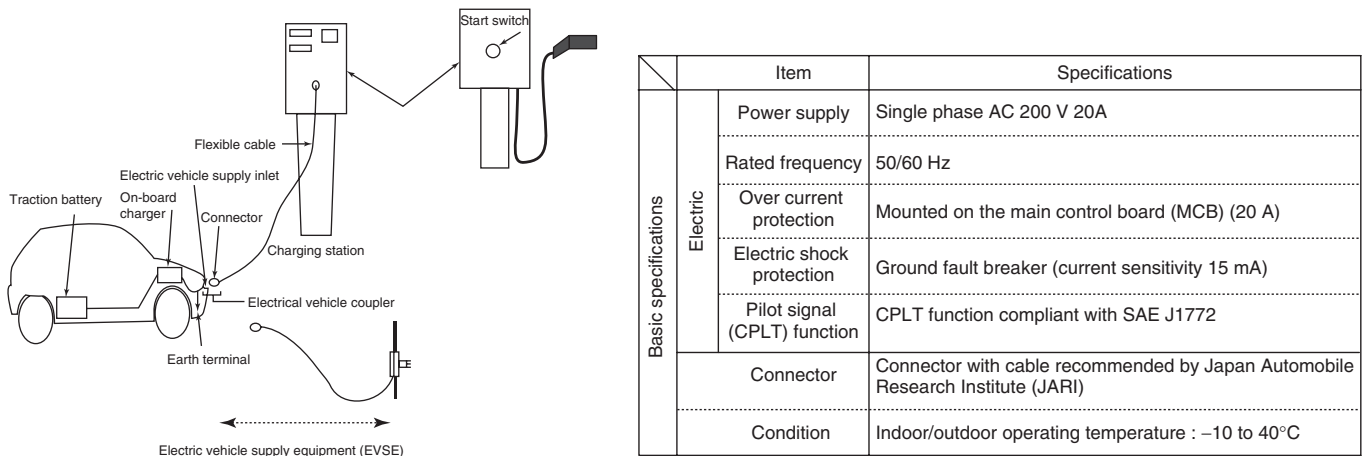 Start switch
Flexible cable
Electric vehicle supply inlet
Traction battery
On-board
charger
Connector
Charging station
Electrical vehicle coupler
Earth terminal
Electric vehicle supply equipment (EVSE)
Item
Specifications
Basic specifications
Electric
Power supply
Single phase AC 200 V 20A
Rated frequency
50/60 Hz
Over current
protection
Mounted on the main control board (MCB) (20 A)
Electric shock
protection
Ground fault breaker (current sensitivity 15 mA)
Pilot signal
(CPLT) function
CPLT function compliant with SAE J1772
Connector
Connector with cable recommended by Japan Automobile
Research Institute (JARI)
Condition
Indoor/outdoor operating temperature : −10 to 40°C